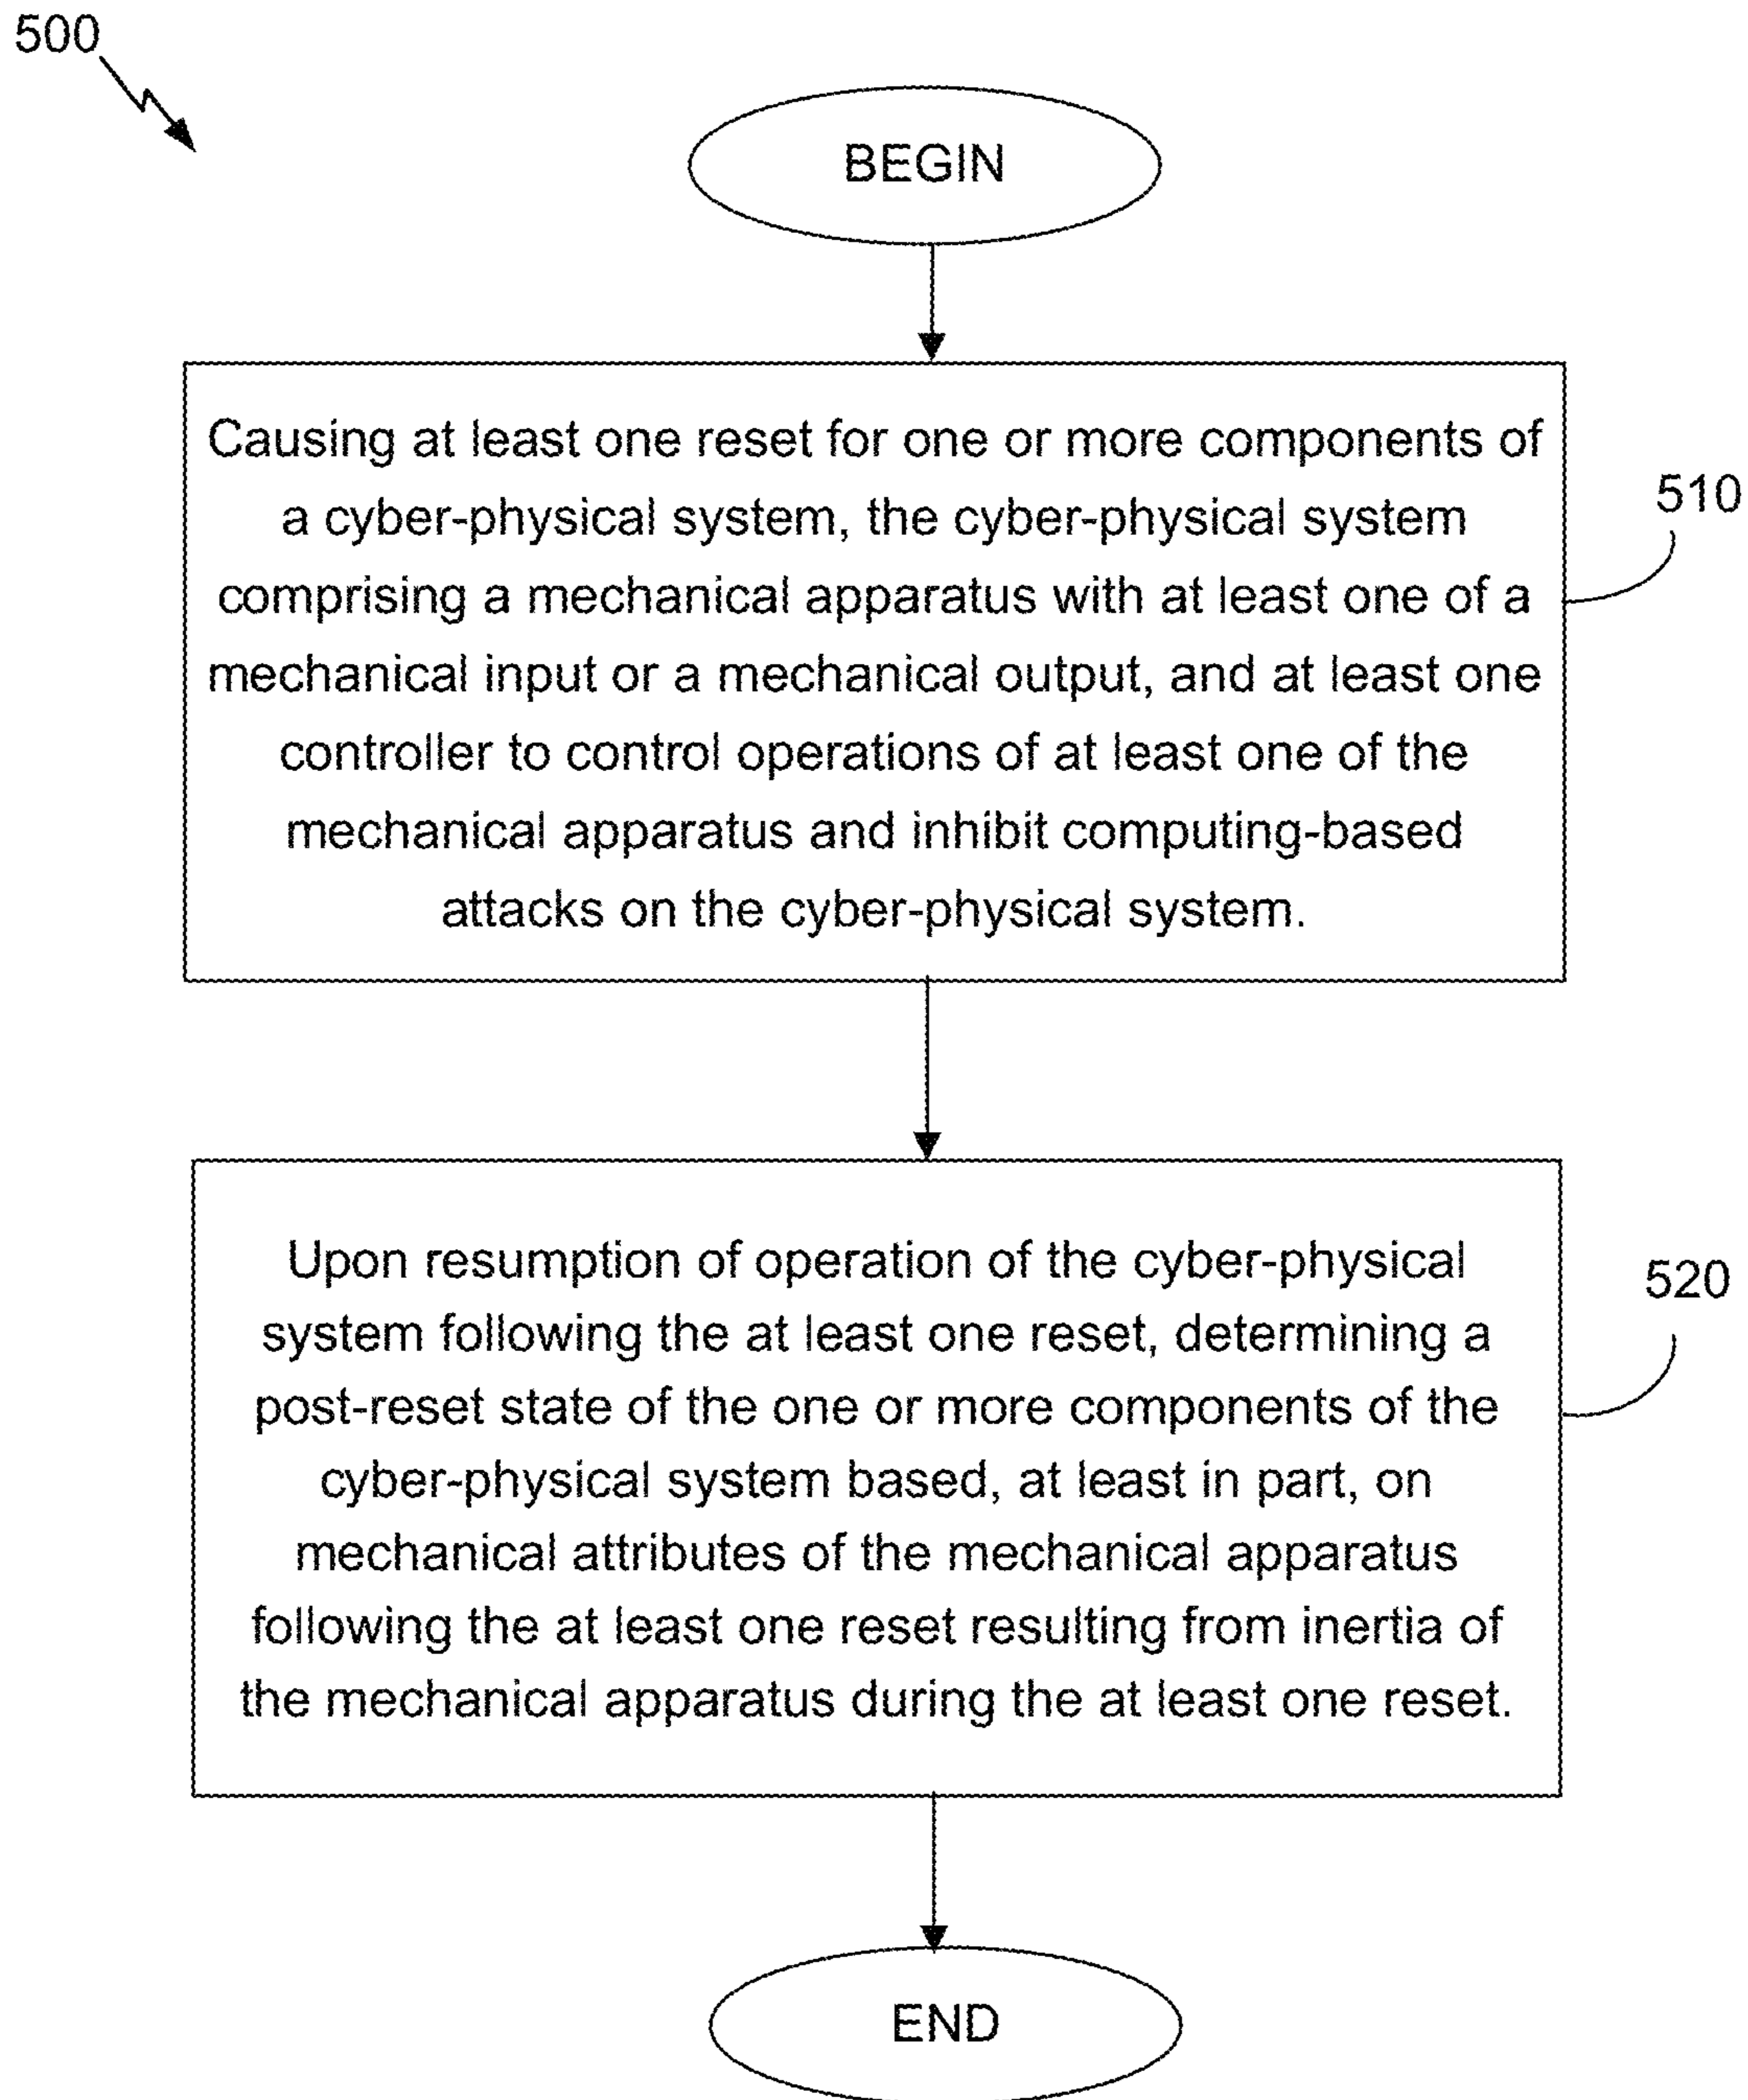 500
BEGIN
Causing at least one reset for one or more components of
a cyber-physical system, the cyber-physical system
comprising a mechanical apparatus with at least one of a
mechanical input or a mechanical output, and at least one
controller to control operations of at least one of the
mechanical apparatus and inhibit computing-based
attacks on the cyber-physical system.
510
Upon resumption of operation of the cyber-physical
system following the at least one reset, determining a
post-reset state of the one or more components of the
cyber-physical system based, at least in part, on
mechanical attributes of the mechanical apparatus
following the at least one reset resulting from inertia of
the mechanical apparatus during the at least one reset.
520
END